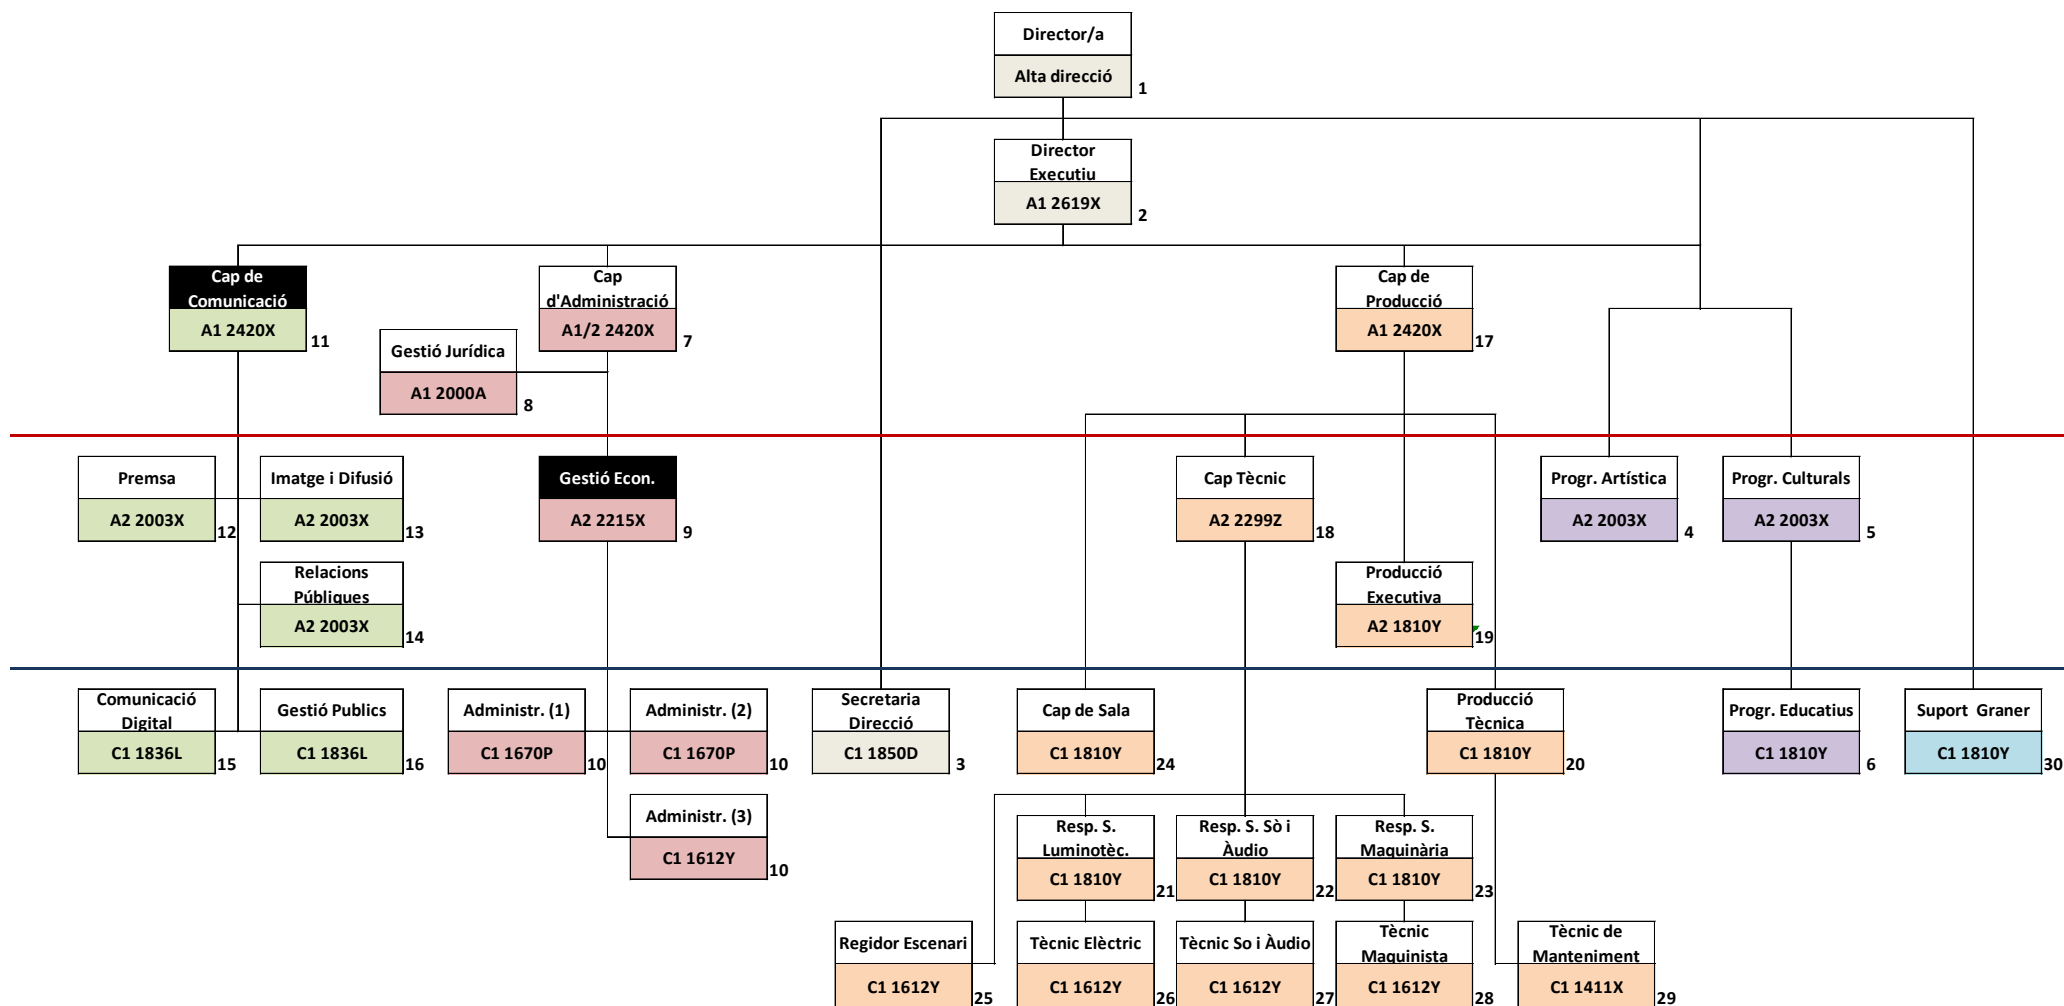 Director/a
Alta direcció
1
Director
Executiu
A1 2619X
2
Cap de
Comunicació
A1 2420X
11
Cap
d'Administració
A1/2 2420X
7
Cap de
Producció
A1 2420X
17
Gestió Jurídica
A1 2000A
8
Premsa
A2 2003X
12
Imatge i Difusió
A2 2003X
13
Gestió Econ.
A2 2215X
9
Cap Tècnic
A2 2299Z
18
Progr. Artística
A2 2003X
4
Progr. Culturals
A2 2003X
5
Relacions
Públiques
A2 2003X
14
Producció
Executiva
A2 1810Y
19
Comunicació
Digital
C1 1836L
15
Gestió Publics
C1 1836L
16
Administr. (1)
C1 1670P
10
Administr. (2)
C1 1670P
10
Secretaria
Direcció
C1 1850D
3
Cap de Sala
C1 1810Y
24
Producció
Tècnica
C1 1810Y
20
Progr. Educatius
C1 1810Y
6
Suport Graner
C1 1810Y
30
Administr. (3)
C1 1612Y
10
Resp. S.
Luminotèc.
C1 1810Y
21
Resp. S. Sò i
Àudio
C1 1810Y
22
Resp. S.
Maquinària
C1 1810Y
23
Regidor Escenari
C1 1612Y
25
Tècnic Elèctric
C1 1612Y
26
Tècnic So i Àudio
C1 1612Y
27
Tècnic
Maquinista
C1 1612Y
28
Tècnic de
Manteniment
C1 1411X
29